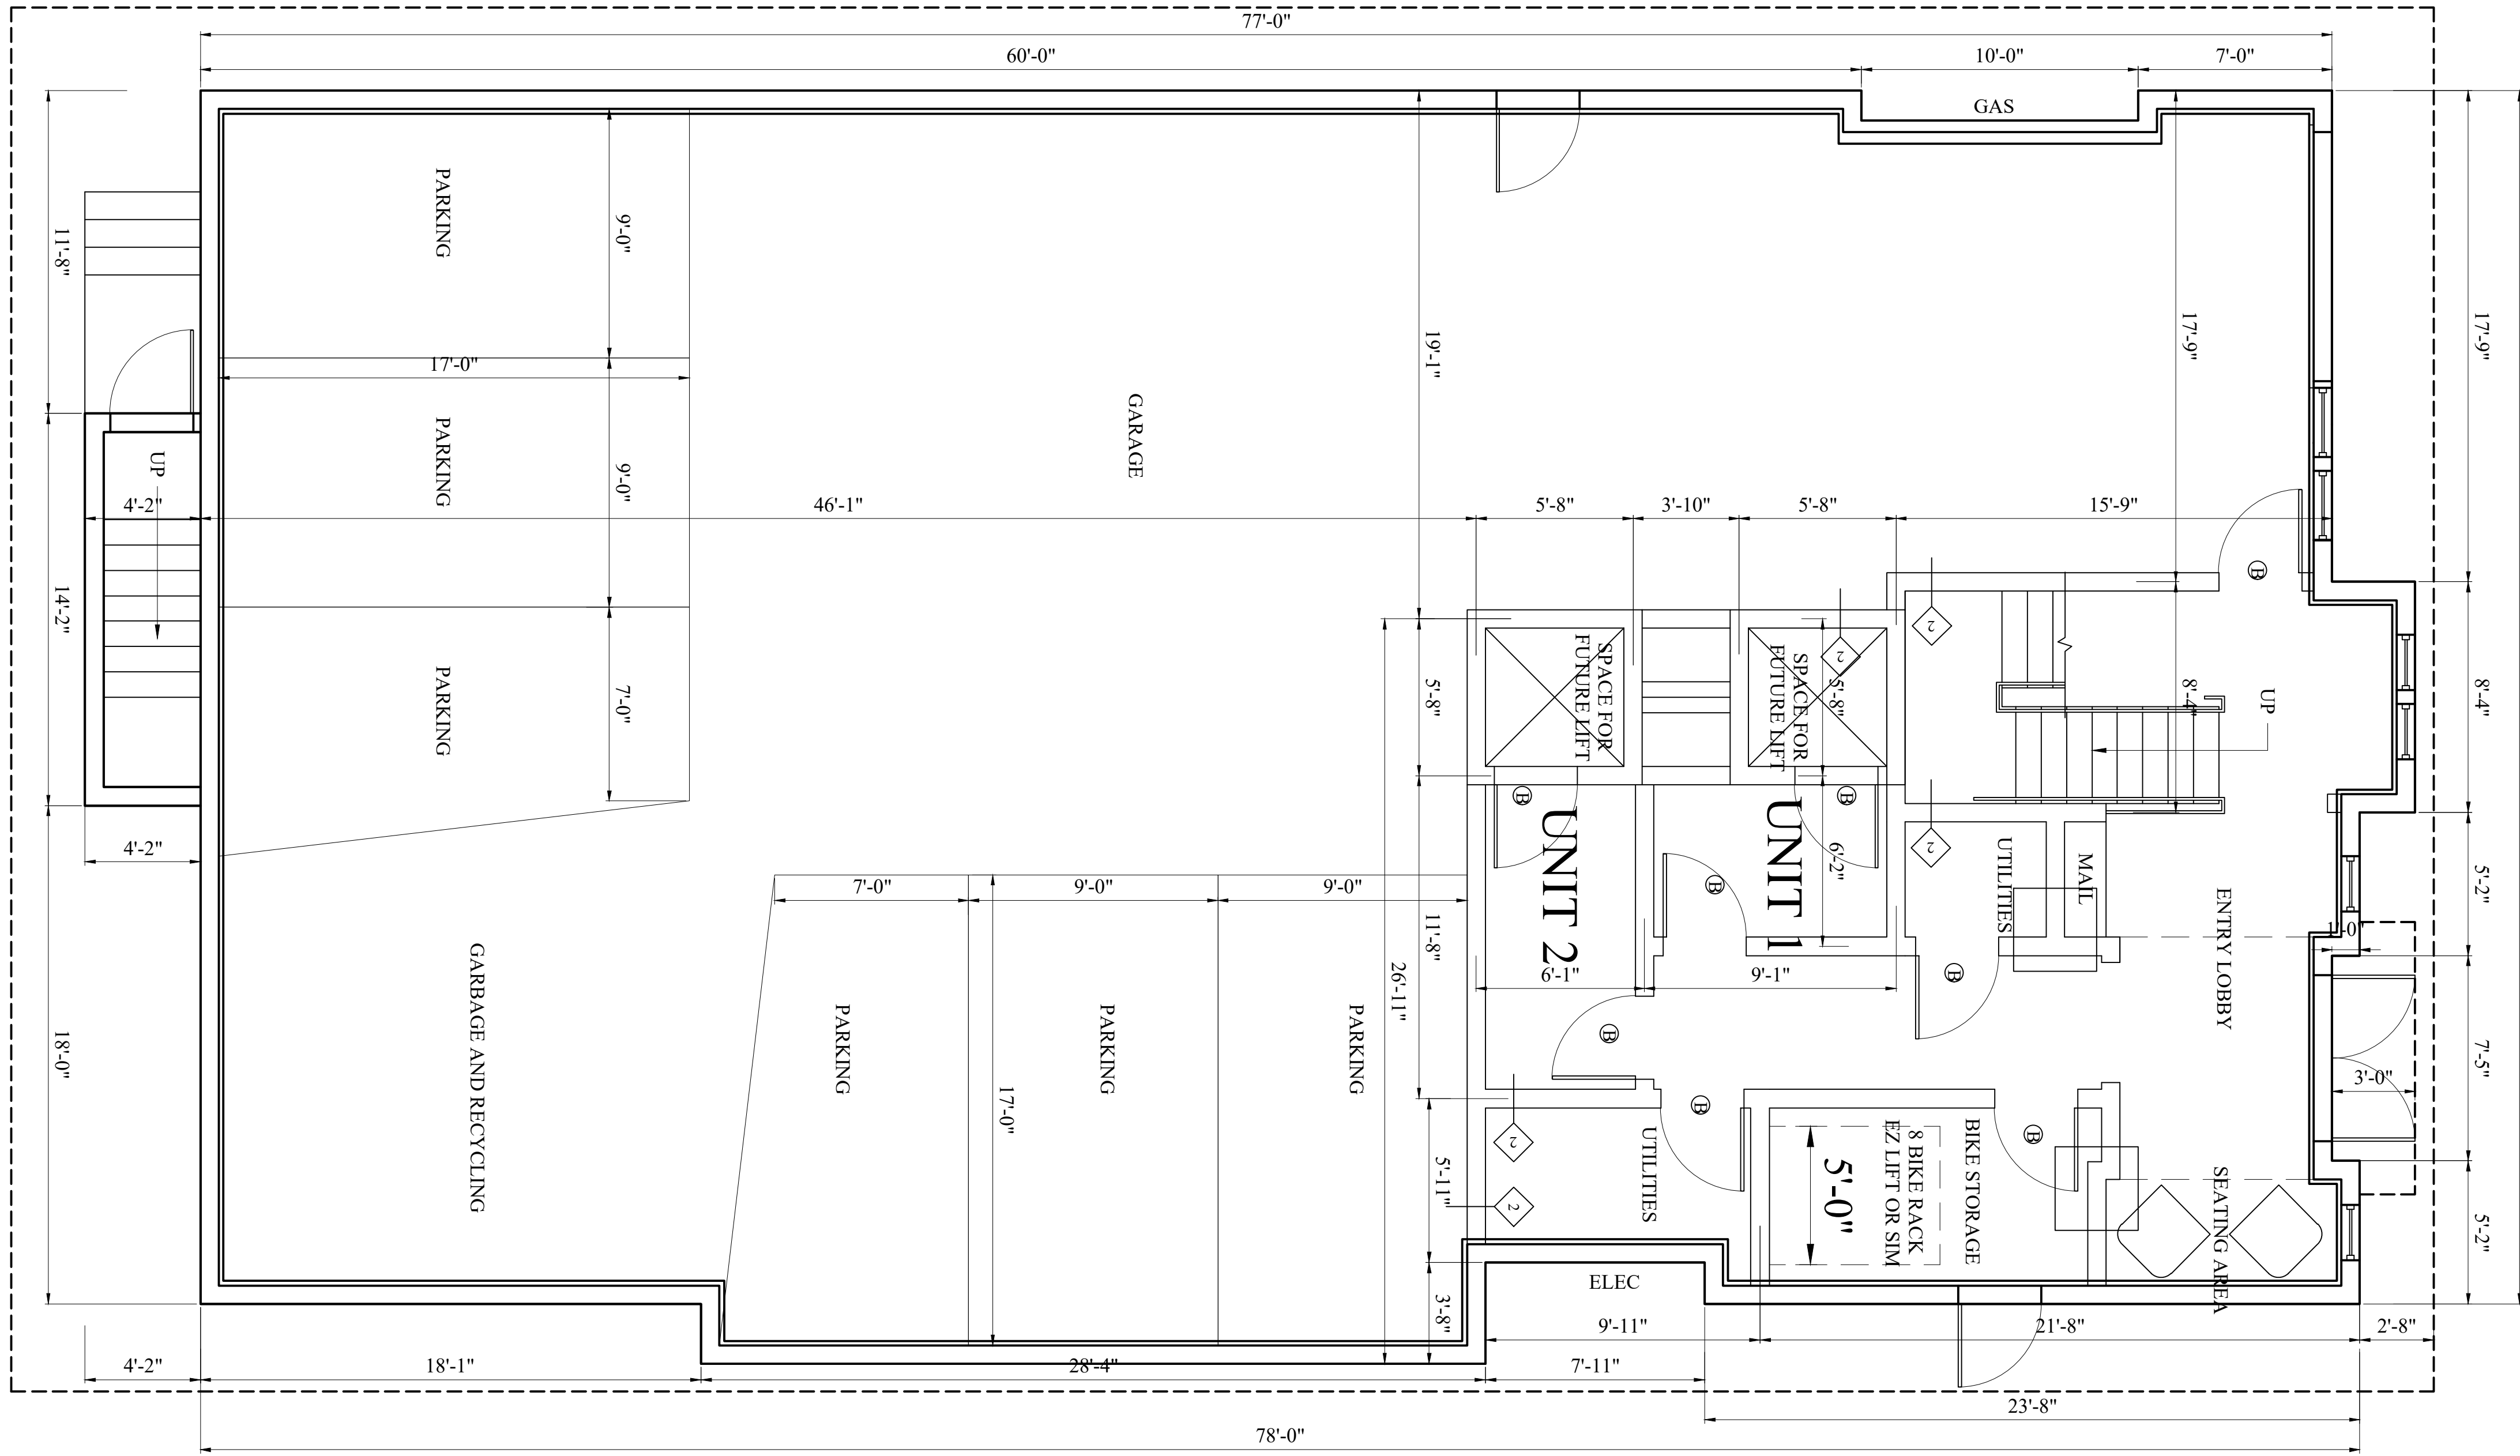 77'-0"
60'-0"
10'-0"
7'-0"
GAS
PARKING
9'-0"
11'-8"
17'-9"
17'-9"
19'-1"
17'-0"
GARAGE
PARKING
9'-0"
UP
4'-2"
46'-1"
5'-8"
3'-10"
5'-8"
15'-9"
B
14'-2"
2
2
PARKING
7'-0"
5'-8"
SPACE FOR
FUTURE LIFT
SPACE FOR
FUTURE LIFT
5'-8"
8'-4"
UP
8'-4"
B
B
4'-2"
UNIT 2
UNIT 1
6'-2"
2
UTILITIES
MAIL
5'-2"
7'-0"
9'-0"
9'-0"
B
11'-8"
ENTRY LOBBY
26'-11"
6'-1"
9'-1"
B
GARBAGE AND RECYCLING
18'-0"
PARKING
PARKING
PARKING
17'-0"
B
7'-5"
3'-0"
B
B
2
UTILITIES
5'-11"
2
5'-0"
8 BIKE RACK
EZ LIFT OR SIM
BIKE STORAGE
SEATING AREA
5'-2"
ELEC
3'-8"
9'-11"
21'-8"
2'-8"
4'-2"
18'-1"
28'-4"
7'-11"
23'-8"
78'-0"